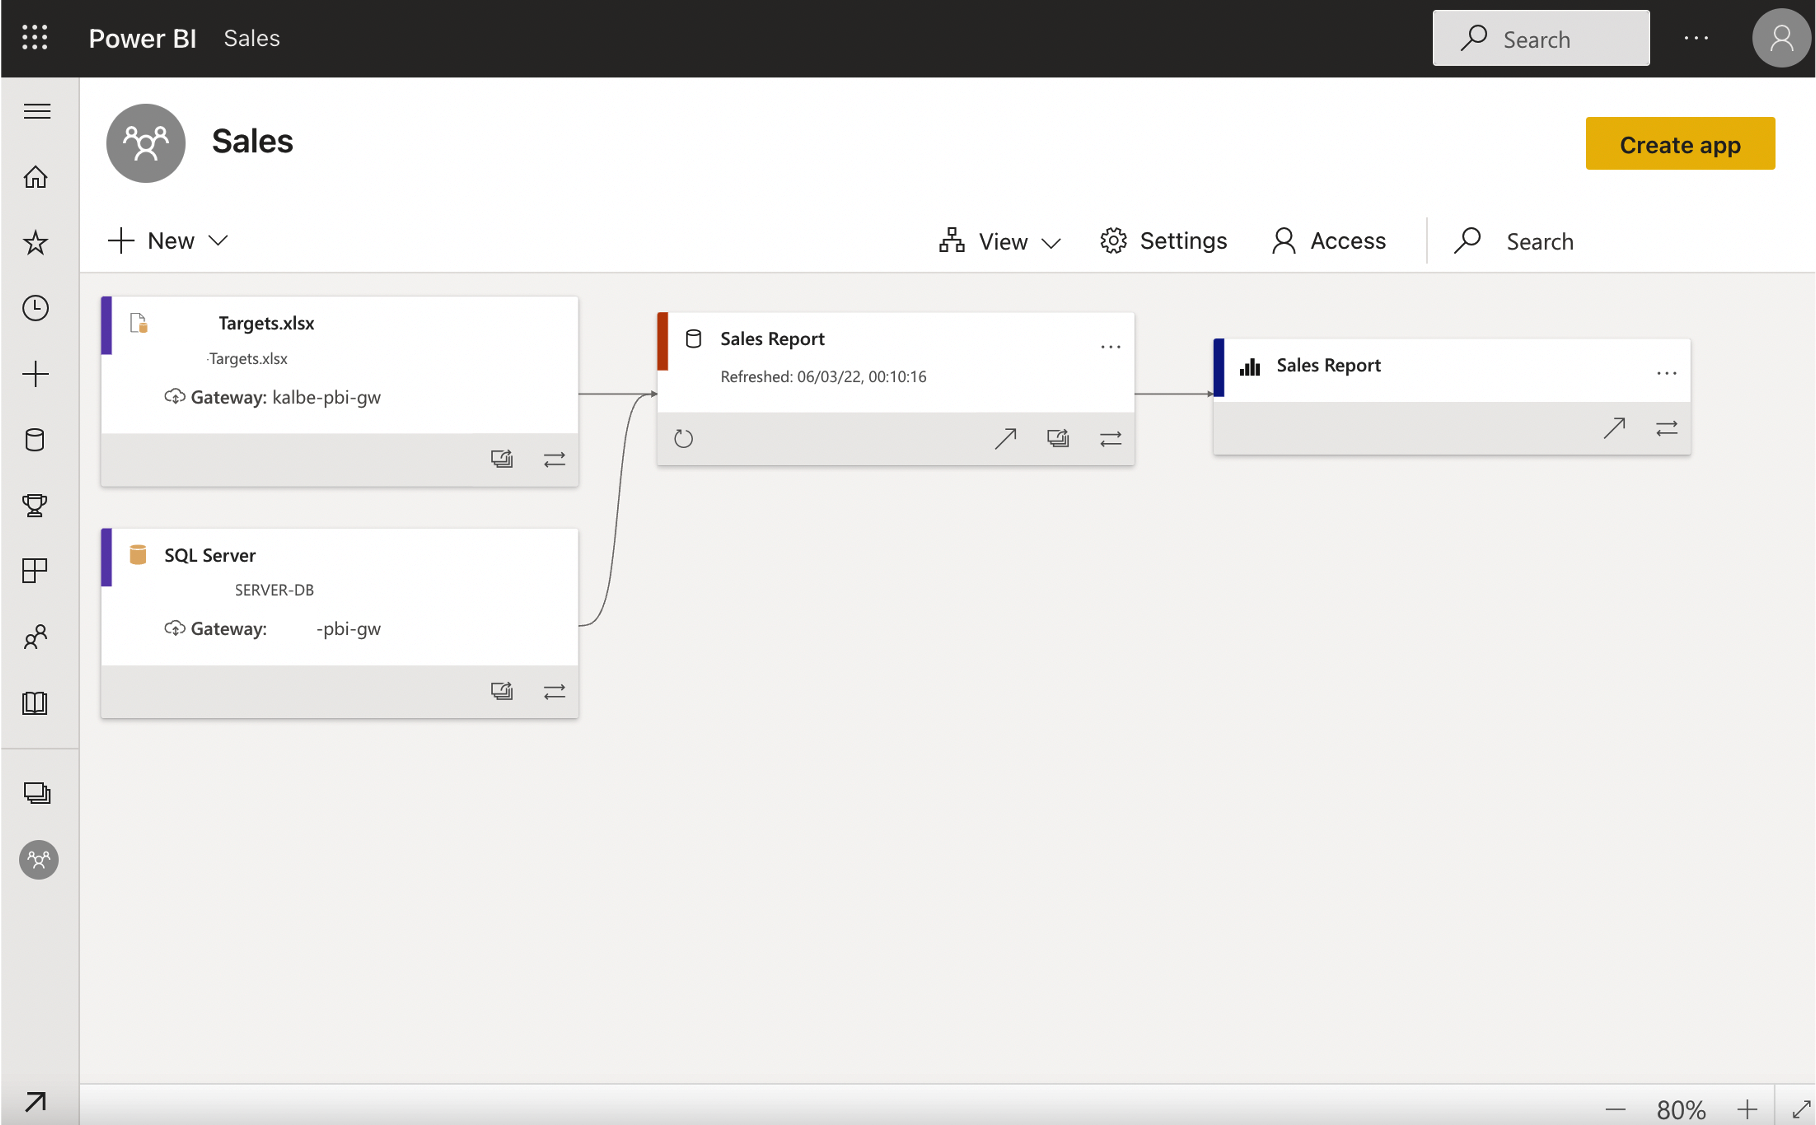 Power BI Sales
Search
Sales
Create app
New
View
Settings
Access
Search
Targets.xlsx
-Targets.xlsx
Gateway: kalbe-pbi-gw
SQL Server
SERVER-DB
Gateway: -pbi-gw
Sales Report
Refreshed: 06/03/22, 00:10:16
Sales Report
80%